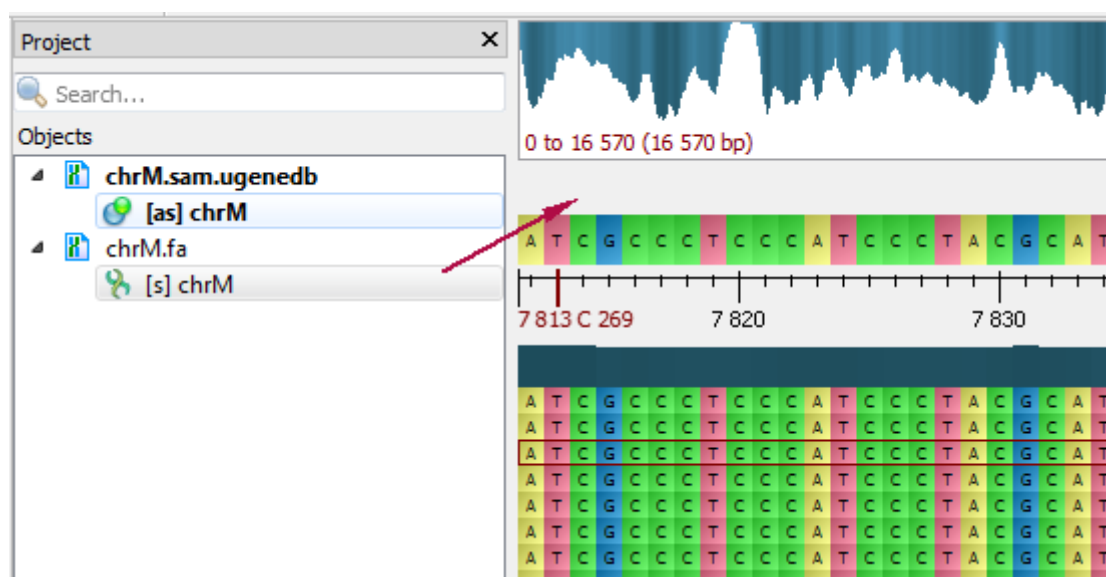 Project
Search...
Objects
chrM.sam.ugenedb
[as] chrM
chrM.fa
[s] chrM
0 to 16 570 (16 570 bp)
A T C G C C C T C C C A T C C C T A C G C A T
7 813 C 269 7 820 7 830
A T C G C C C T C C C A T C C C T A C G C A T
A T C G C C C T C C C A T C C C T A C G C A T
A T C G C C C T C C C A T C C C T A C G C A T
A T C G C C C T C C C A T C C C T A C G C A T
A T C G C C C T C C C A T C C C T A C G C A T
A T C G C C C T C C C A T C C C T A C G C A T
A T C G C C C T C C C A T C C C T A C G C A T